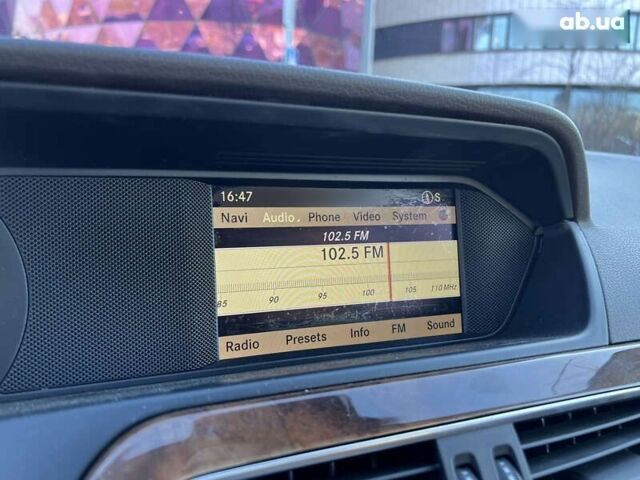 ab.ua
16:47 S
Navi Audio Phone Video System
102.5 FM
102.5 FM
85 90 95 100 105 110 MHz
Radio Presets Info FM Sound